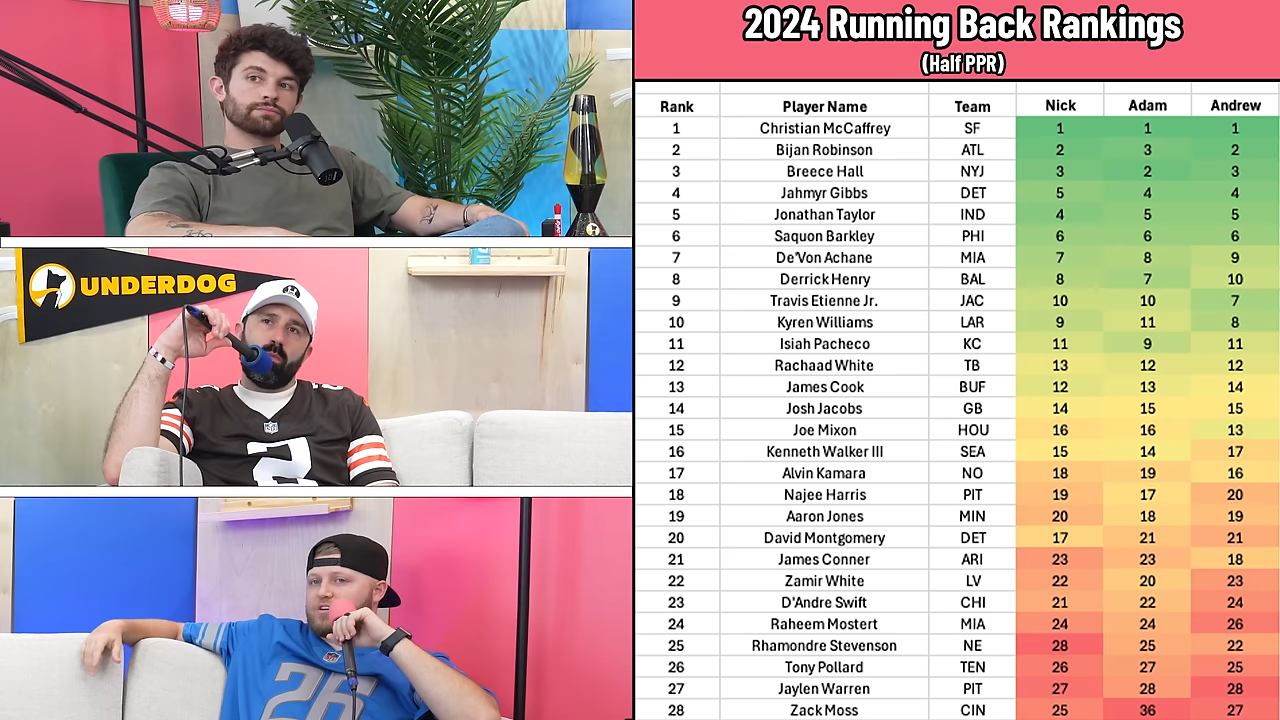 UNDERDOG
2
26
2024 Running Back Rankings
(Half PPR)
Rank Player Name Team Nick Adam Andrew
1 Christian McCaffrey SF 1 1 1
2 Bijan Robinson ATL 2 3 2
3 Breece Hall NYJ 3 2 3
4 Jahmyr Gibbs DET 5 4 4
5 Jonathan Taylor IND 4 5 5
6 Saquon Barkley PHI 6 6 6
7 De'Von Achane MIA 7 8 9
8 Derrick Henry BAL 8 7 10
9 Travis Etienne Jr. JAC 10 10 7
10 Kyren Williams LAR 9 11 8
11 Isiah Pacheco KC 11 9 11
12 Rachaad White TB 13 12 12
13 James Cook BUF 12 13 14
14 Josh Jacobs GB 14 15 15
15 Joe Mixon HOU 16 16 13
16 Kenneth Walker III SEA 15 14 17
17 Alvin Kamara NO 18 19 16
18 Najee Harris PIT 19 17 20
19 Aaron Jones MIN 20 18 19
20 David Montgomery DET 17 21 21
21 James Conner ARI 23 23 18
22 Zamir White LV 22 20 23
23 D'Andre Swift CHI 21 22 24
24 Raheem Mostert MIA 24 24 26
25 Rhamondre Stevenson NE 28 25 22
26 Tony Pollard TEN 26 27 25
27 Jaylen Warren PIT 27 28 28
28 Zack Moss CIN 25 36 27